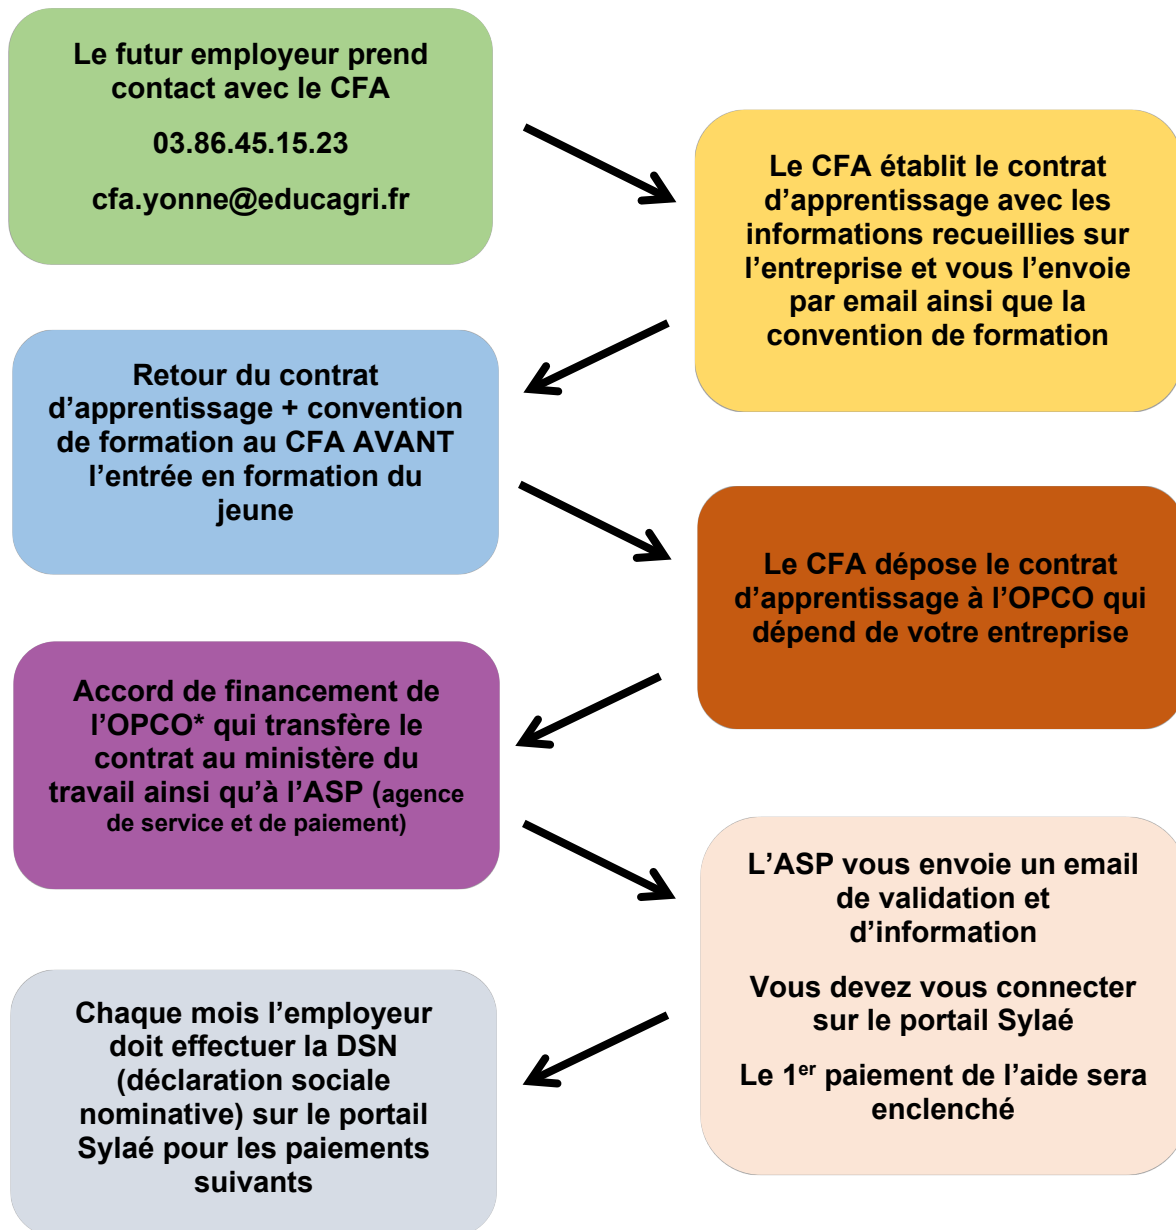 Le futur employeur prend
contact avec le CFA
03.86.45.15.23
cfa.yonne@educagri.fr
Le CFA établit le contrat
d’apprentissage avec les
informations recueillies sur
l’entreprise et vous l’envoie
par email ainsi que la
convention de formation
Retour du contrat
d’apprentissage + convention
de formation au CFA AVANT
l’entrée en formation du
jeune
Le CFA dépose le contrat
d’apprentissage à l’OPCO qui
dépend de votre entreprise
Accord de financement de
l’OPCO* qui transfère le
contrat au ministère du
travail ainsi qu’à l’ASP (agence
de service et de paiement)
L’ASP vous envoie un email
de validation et
d’information
Vous devez vous connecter
sur le portail Sylaé
Le 1er paiement de l’aide sera
enclenché
Chaque mois l’employeur
doit effectuer la DSN
(déclaration sociale
nominative) sur le portail
Sylaé pour les paiements
suivants